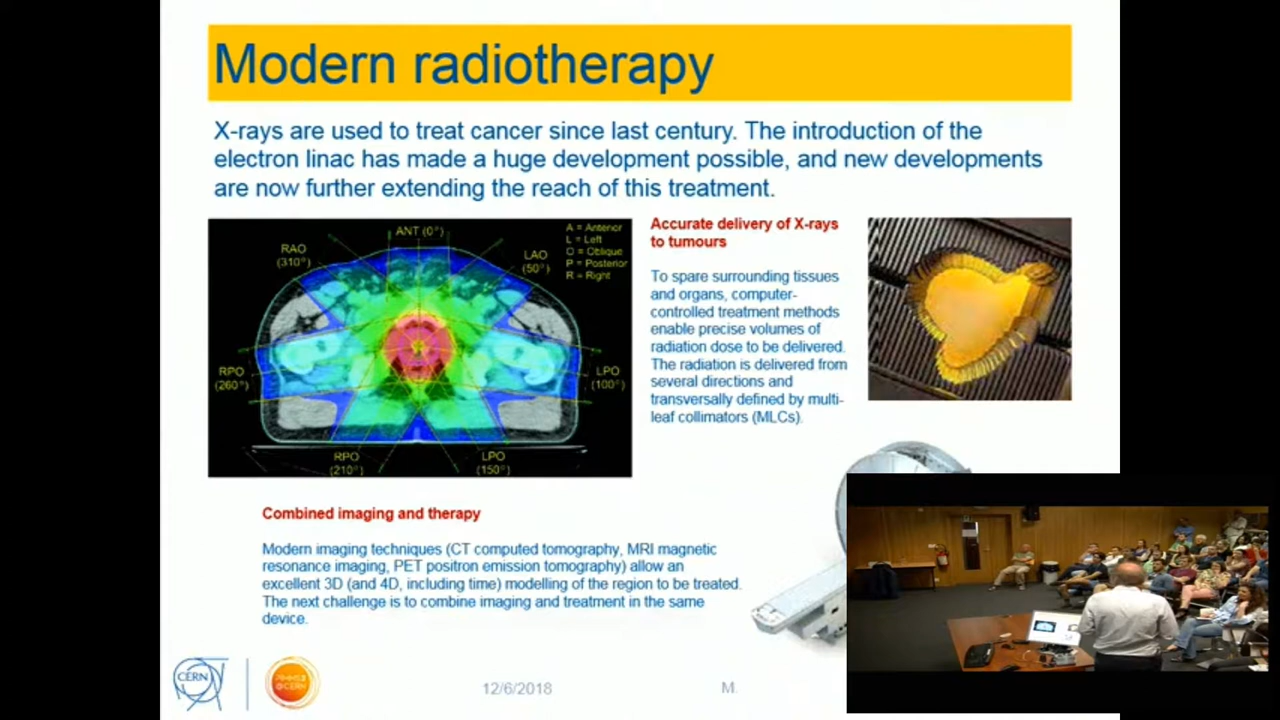 Modern radiotherapy
X-rays are used to treat cancer since last century. The introduction of the
electron linac has made a huge development possible, and new developments
are now further extending the reach of this treatment.
ANT (0°)
RAO
(310°)
LAO
(50°)
A = Anterior
L = Left
O = Oblique
P = Posterior
R = Right
RPO
(260°)
LPO
(100°)
RPO
(210°)
LPO
(150°)
Accurate delivery of X-rays
to tumours
To spare surrounding tissues
and organs, computer-
controlled treatment methods
enable precise volumes of
radiation dose to be delivered.
The radiation is delivered from
several directions and
transversally defined by multi-
leaf collimators (MLCs).
Combined imaging and therapy
Modern imaging techniques (CT computed tomography, MRI magnetic
resonance imaging, PET positron emission tomography) allow an
excellent 3D (and 4D, including time) modelling of the region to be treated.
The next challenge is to combine imaging and treatment in the same
device.
CERN
@CERN
12/6/2018
M.